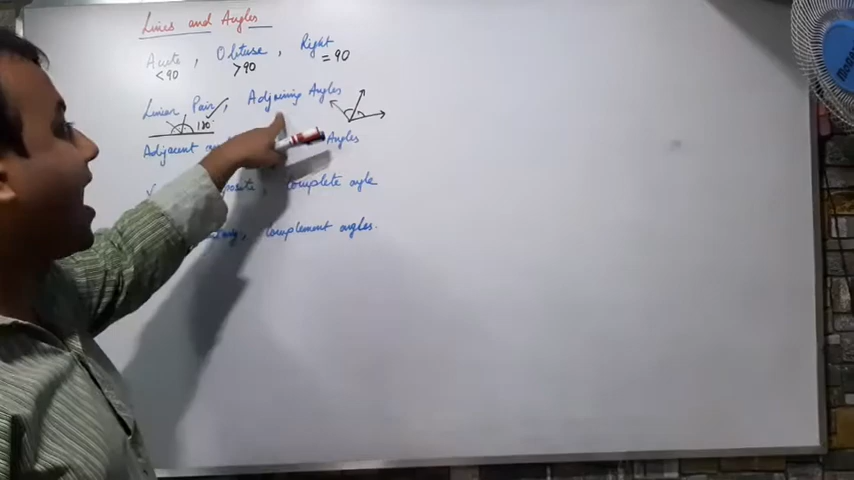 Lines and Angles
Acute, Obtuse, Right
<90 >90 =90
Linear Pair, Adjoining Angles
180°
Adjacent Angles
complete angle
complement angles.